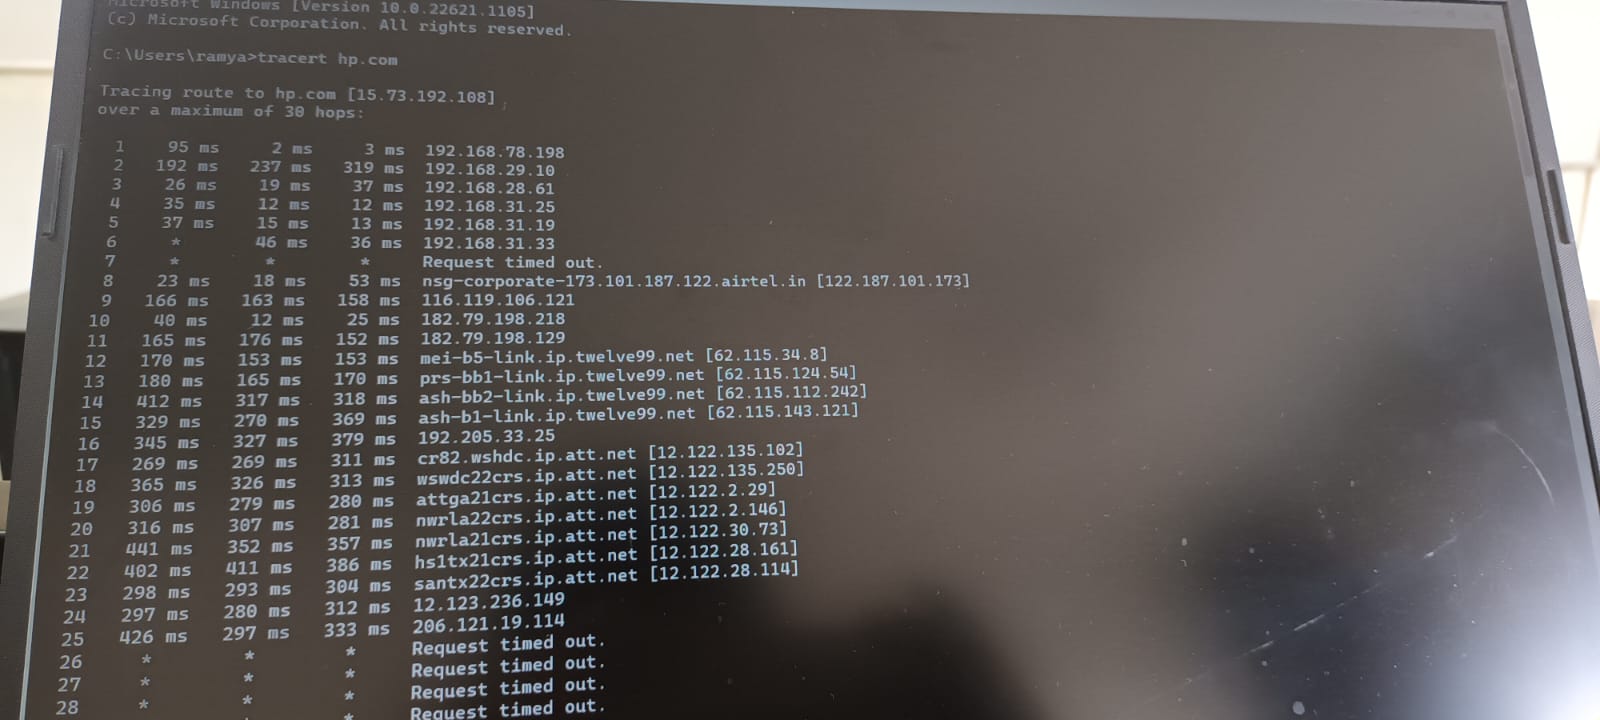 Microsoft Windows [Version 10.0.22621.1105]
(c) Microsoft Corporation. All rights reserved.
C:\Users\ramya>tracert hp.com
Tracing route to hp.com [15.73.192.108]
over a maximum of 30 hops:
1 95 ms 2 ms 3 ms 192.168.78.198
2 192 ms 237 ms 319 ms 192.168.29.10
3 26 ms 19 ms 37 ms 192.168.28.61
4 35 ms 12 ms 12 ms 192.168.31.25
5 37 ms 15 ms 13 ms 192.168.31.19
6 * 46 ms 36 ms 192.168.31.33
7 * * * Request timed out.
8 23 ms 18 ms 53 ms nsg-corporate-173.101.187.122.airtel.in [122.187.101.173]
9 166 ms 163 ms 158 ms 116.119.106.121
10 40 ms 12 ms 25 ms 182.79.198.218
11 165 ms 176 ms 152 ms 182.79.198.129
12 170 ms 153 ms 153 ms mei-b5-link.ip.twelve99.net [62.115.34.8]
13 180 ms 165 ms 170 ms prs-bb1-link.ip.twelve99.net [62.115.124.54]
14 412 ms 317 ms 318 ms ash-bb2-link.ip.twelve99.net [62.115.112.242]
15 329 ms 270 ms 369 ms ash-b1-link.ip.twelve99.net [62.115.143.121]
16 345 ms 327 ms 379 ms 192.205.33.25
17 269 ms 269 ms 311 ms cr82.wshdc.ip.att.net [12.122.135.102]
18 365 ms 326 ms 313 ms wswdc22crs.ip.att.net [12.122.135.250]
19 306 ms 279 ms 280 ms attga21crs.ip.att.net [12.122.2.29]
20 316 ms 307 ms 281 ms nwrla22crs.ip.att.net [12.122.2.146]
21 441 ms 352 ms 357 ms nwrla21crs.ip.att.net [12.122.30.73]
22 402 ms 411 ms 386 ms hs1tx21crs.ip.att.net [12.122.28.161]
23 298 ms 293 ms 304 ms santx22crs.ip.att.net [12.122.28.114]
24 297 ms 280 ms 312 ms 12.123.236.149
25 426 ms 297 ms 333 ms 206.121.19.114
26 * * * Request timed out.
27 * * * Request timed out.
28 * * * Request timed out.
* * Request timed out.